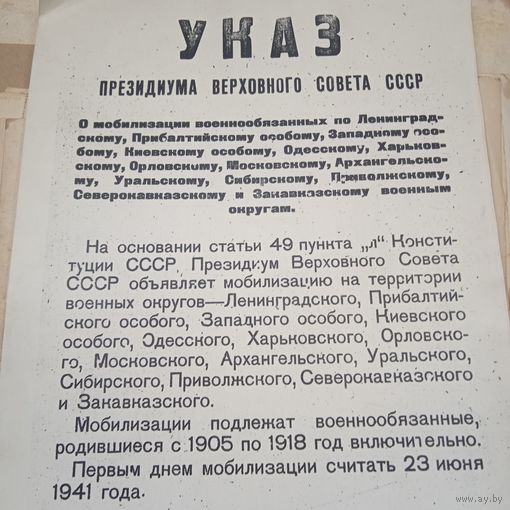 УКАЗ
ПРЕЗИДИУМА ВЕРХОВНОГО СОВЕТА СССР
О мобилизации военнообязанных по Ленинград-
скому, Прибалтийскому особому, Западному осо-
бому, Киевскому особому, Одесскому, Харьков-
скому, Орловскому, Московскому, Архангельско-
му, Уральскому, Сибирскому, Приволжскому,
Северокавказскому и Закавказскому военным
округам.
На основании статьи 49 пункта „л" Консти-
туции СССР Президиум Верховного Совета
СССР объявляет мобилизацию на территории
военных округов—Ленинградского, Прибалтий-
ского особого, Западного особого, Киевского
особого, Одесского, Харьковского, Орловско-
го, Московского, Архангельского, Уральского,
Сибирского, Приволжского, Северокавказского
и Закавказского.
Мобилизации подлежат военнообязанные,
родившиеся с 1905 по 1918 год включительно.
Первым днем мобилизации считать 23 июня
1941 года.
www.ay.by